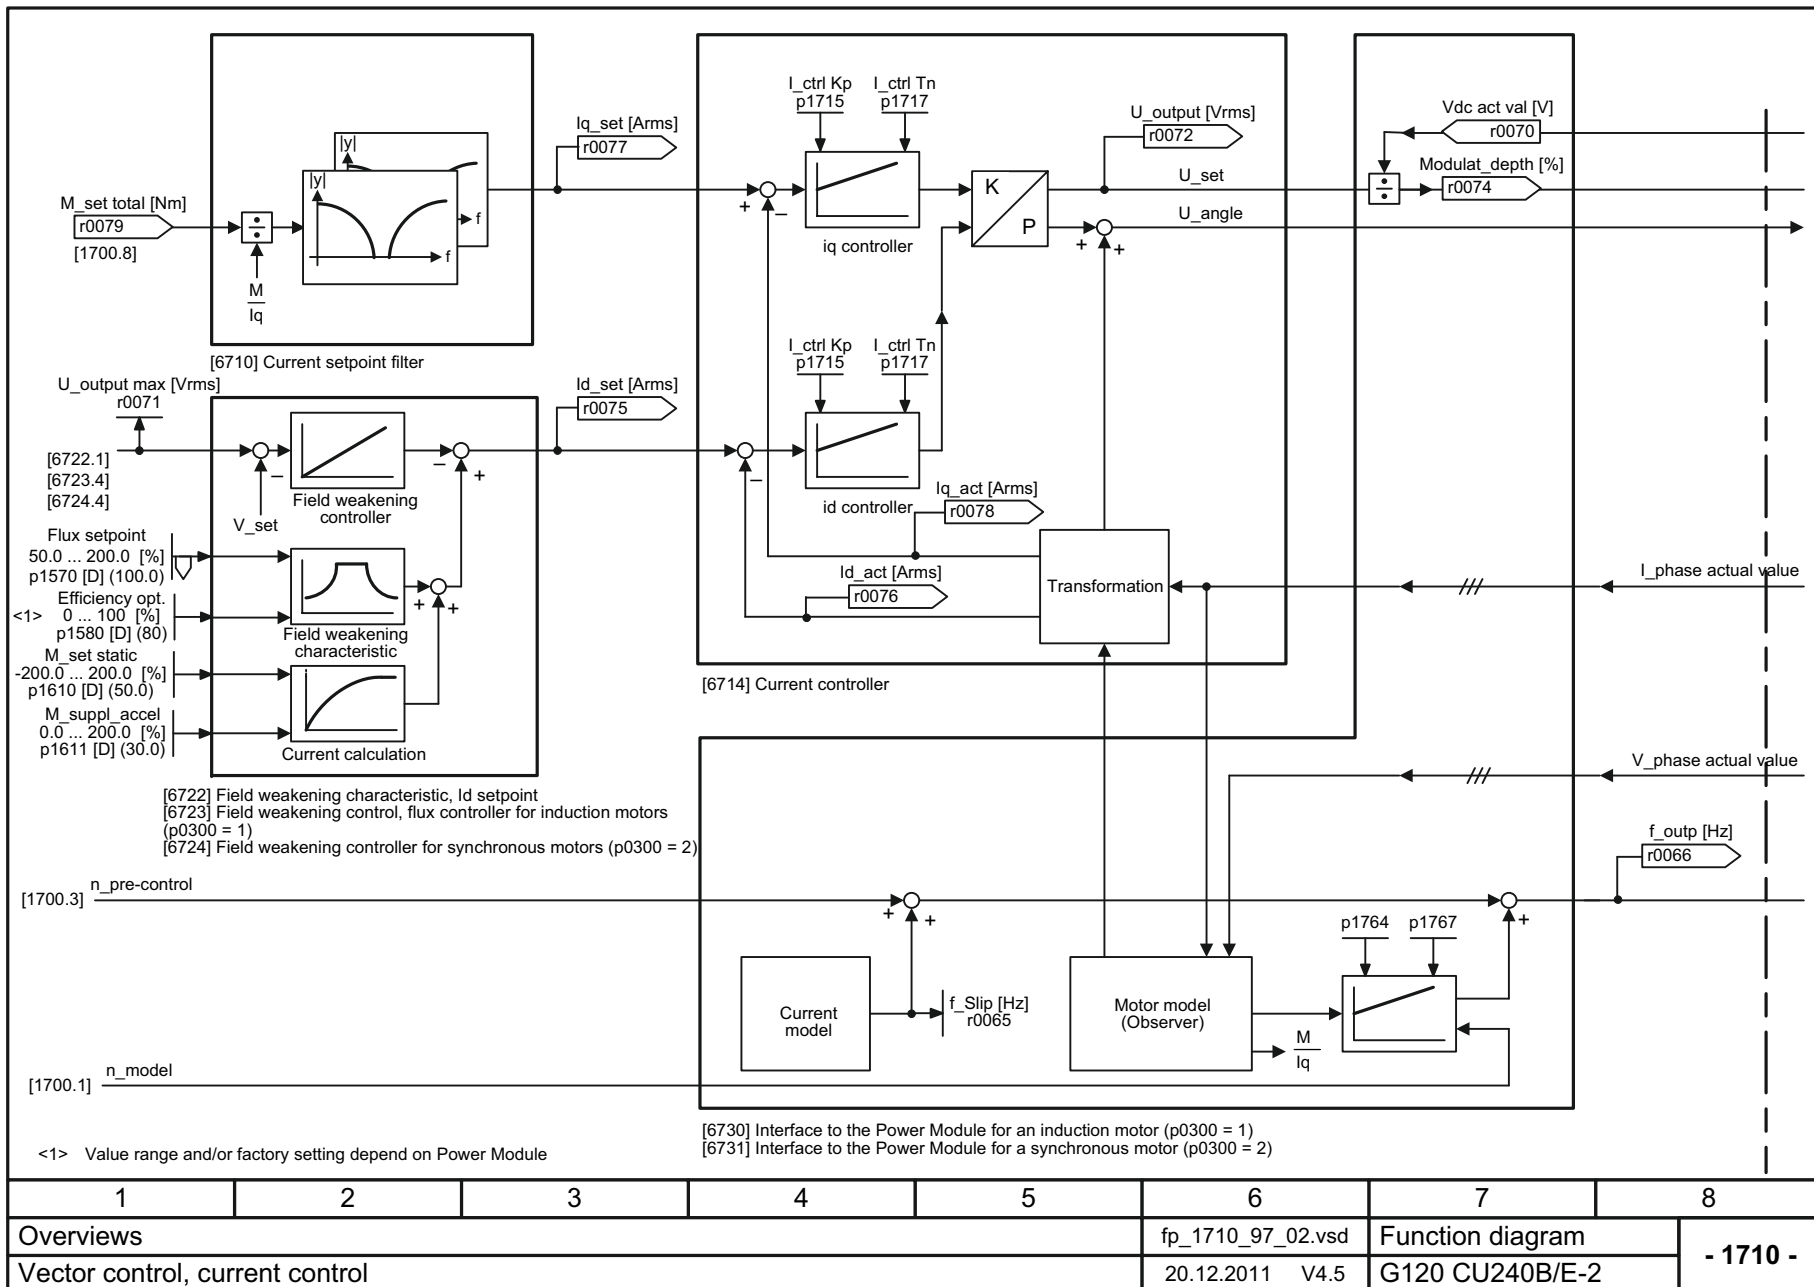 M_set total [Nm]
r0079
[1700.8]
M
Iq
|y|
f
|y|
f
[6710] Current setpoint filter
Iq_set [Arms]
r0077
I_ctrl Kp
p1715
I_ctrl Tn
p1717
iq controller
K
P
U_output [Vrms]
r0072
U_set
U_angle
Vdc act val [V]
r0070
Modulat_depth [%]
r0074
+
–
+
+
U_output max [Vrms]
r0071
[6722.1]
[6723.4]
[6724.4]
–
V_set
Field weakening
controller
–
+
Id_set [Arms]
r0075
I_ctrl Kp
p1715
I_ctrl Tn
p1717
–
id controller
Iq_act [Arms]
r0078
Id_act [Arms]
r0076
Transformation
I_phase actual value
[6714] Current controller
Flux setpoint
50.0 ... 200.0 [%]
p1570 [D] (100.0)
Efficiency opt.
<1> 0 ... 100 [%]
p1580 [D] (80)
Field weakening
characteristic
+
+
M_set static
-200.0 ... 200.0 [%]
p1610 [D] (50.0)
M_suppl_accel
0.0 ... 200.0 [%]
p1611 [D] (30.0)
Current calculation
[6722] Field weakening characteristic, Id setpoint
[6723] Field weakening control, flux controller for induction motors
(p0300 = 1)
[6724] Field weakening controller for synchronous motors (p0300 = 2)
V_phase actual value
f_outp [Hz]
r0066
[1700.3]
n_pre-control
+
+
+
p1764
p1767
Current
model
f_Slip [Hz]
r0065
Motor model
(Observer)
M
Iq
[1700.1]
n_model
[6730] Interface to the Power Module for an induction motor (p0300 = 1)
[6731] Interface to the Power Module for a synchronous motor (p0300 = 2)
<1> Value range and/or factory setting depend on Power Module
1
2
3
4
5
6
7
8
Overviews
fp_1710_97_02.vsd
Function diagram
- 1710 -
Vector control, current control
20.12.2011 V4.5
G120 CU240B/E-2